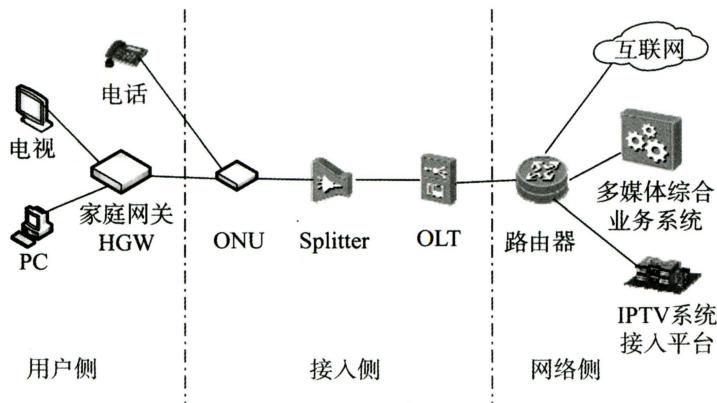 互联网
电话
电视
多媒体综合
业务系统
家庭网关
HGW
ONU
Splitter
OLT
路由器
PC
IPTV系统
接入平台
用户侧
接入侧
网络侧